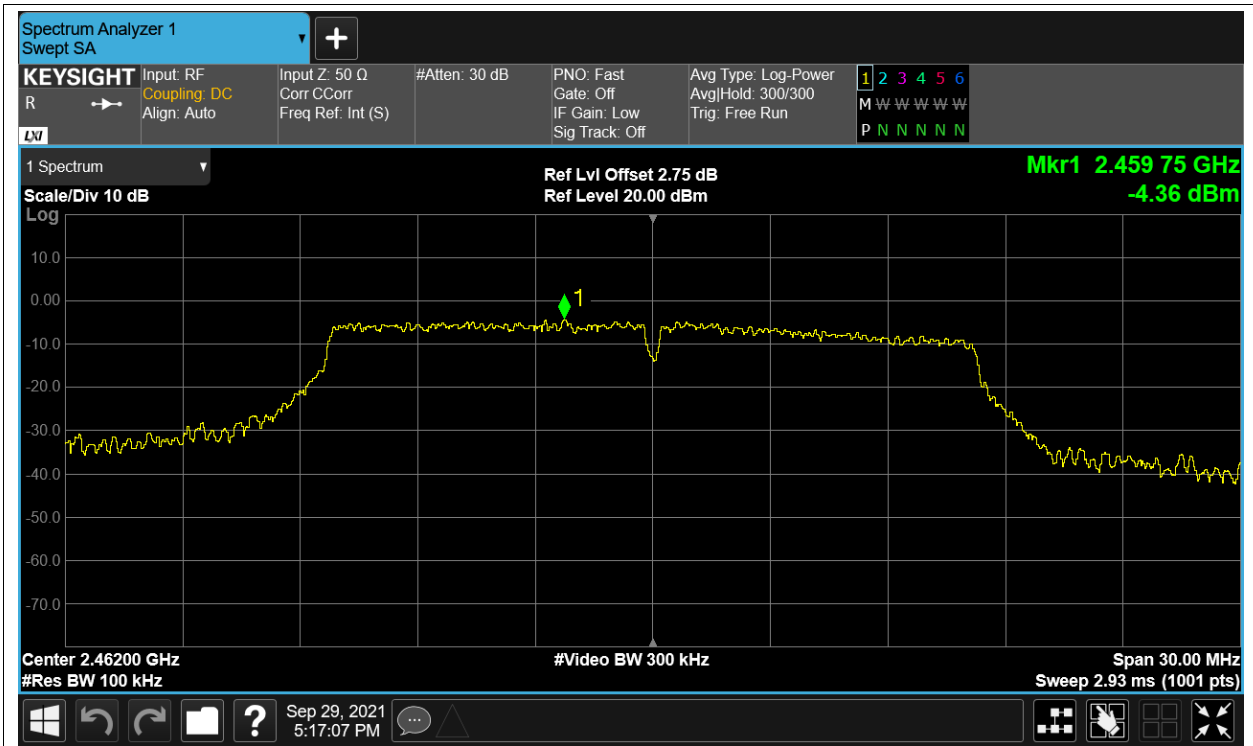 Spectrum Analyzer 1
Swept SA
+
KEYSIGHT
R
LXI
Input: RF
Coupling: DC
Align: Auto
Input Z: 50 Ω
Corr CCorr
Freq Ref: Int (S)
#Atten: 30 dB
PNO: Fast
Gate: Off
IF Gain: Low
Sig Track: Off
Avg Type: Log-Power
Avg|Hold: 300/300
Trig: Free Run
1 2 3 4 5 6
M W W W W W W
P N N N N N N
1 Spectrum
Scale/Div 10 dB
Log
Ref Lvl Offset 2.75 dB
Ref Level 20.00 dBm
Mkr1 2.459 75 GHz
-4.36 dBm
10.0
0.00
1
-10.0
-20.0
-30.0
-40.0
-50.0
-60.0
-70.0
Center 2.46200 GHz
#Res BW 100 kHz
#Video BW 300 kHz
Span 30.00 MHz
Sweep 2.93 ms (1001 pts)
?
Sep 29, 2021
5:17:07 PM